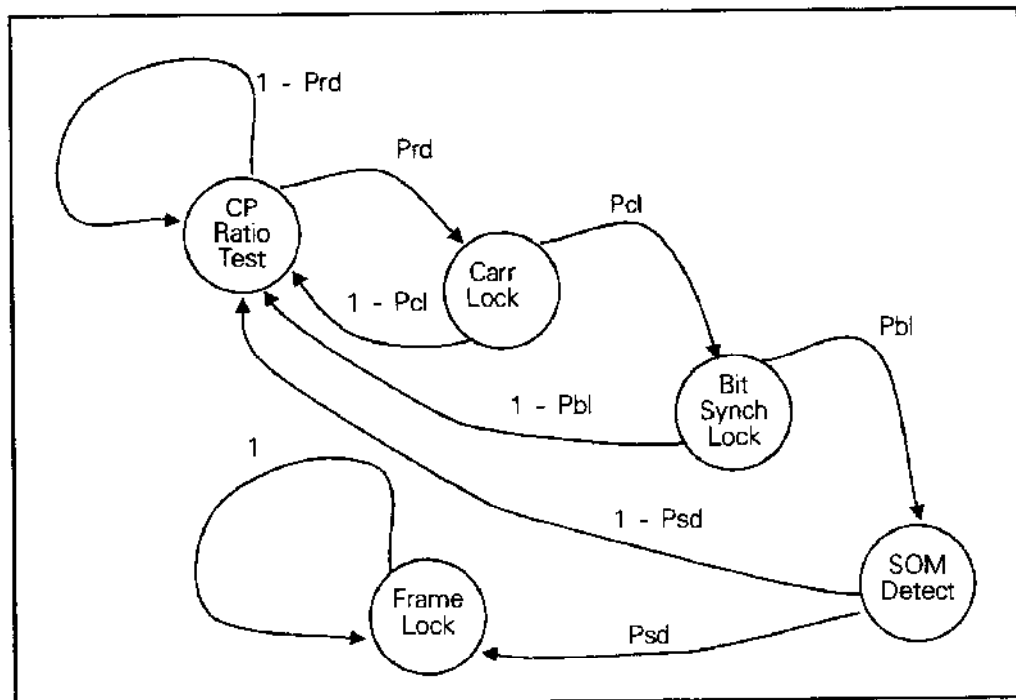 1 - Prd
Prd
CP
Ratio
Test
Pcl
Carr
Lock
1 - Pcl
Pbl
Bit
Synch
Lock
1 - Pbl
1
1 - Psd
SOM
Detect
Frame
Lock
Psd